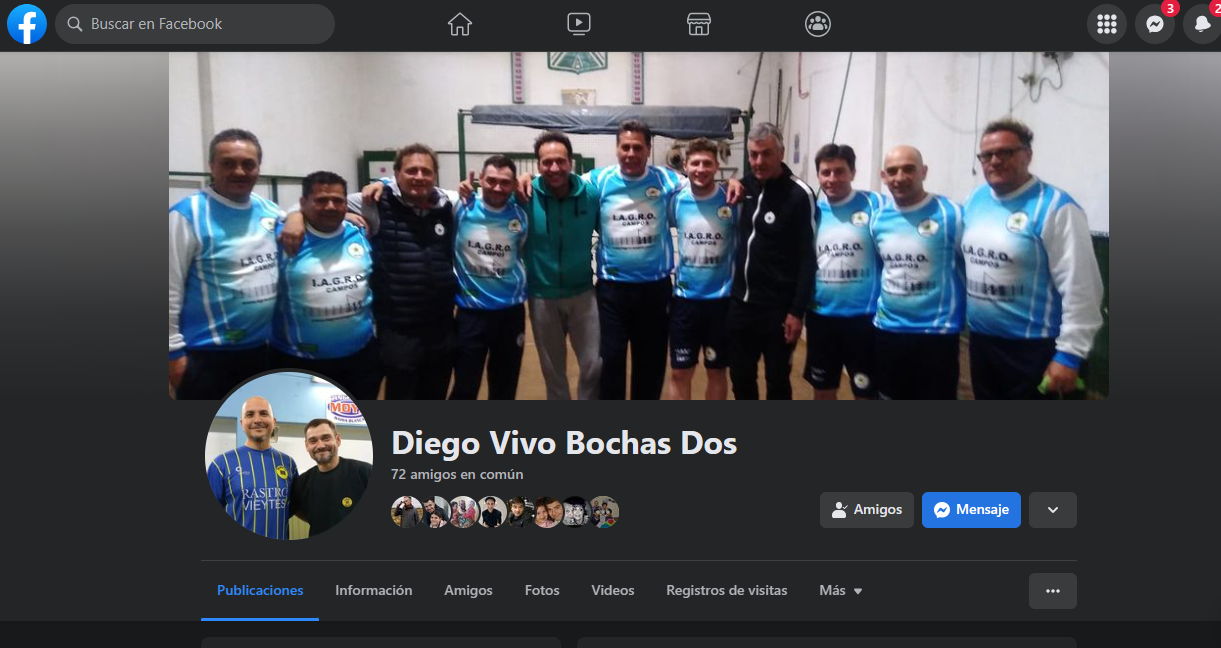 Buscar en Facebook
3
2
I.A.G.R.O.
CAMPOS
I.A.G.R.O.
CAMPOS
I.A.G.R.O.
CAMPOS
I.A.G.R.O.
CAMPOS
I.A.G.R.O.
CAMPOS
I.A.G.R.O.
CAMPOS
I.A.G.R.O.
CAMPOS
I.A.G.R.O.
CAMPOS
RASTRO
VIEYTES
Diego Vivo Bochas Dos
72 amigos en común
Amigos
Mensaje
Publicaciones
Información
Amigos
Fotos
Videos
Registros de visitas
Más